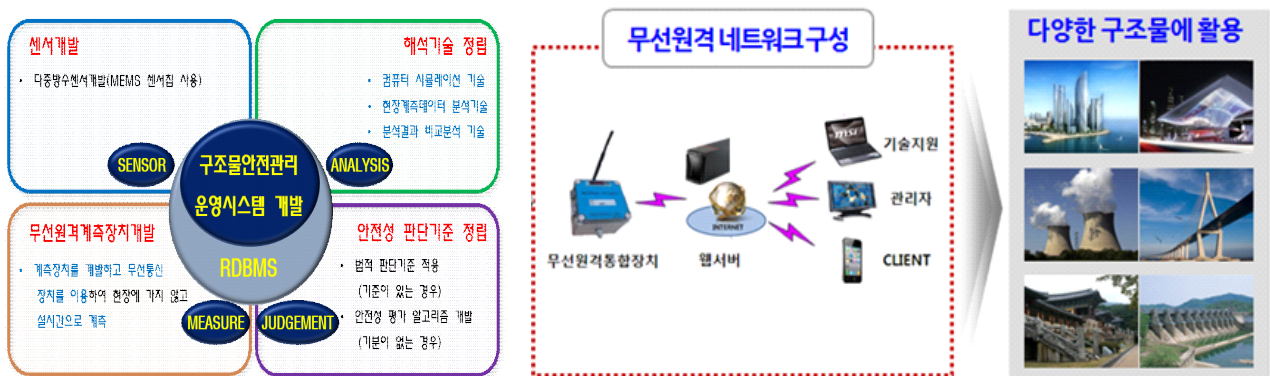 센서개발
• 다중방수센서개발(MEMS 센서칩 사용)
SENSOR
해석기술 정립
• 컴퓨터 시뮬레이션 기술
• 현장계측데이터 분석기술
• 분석결과 비교분석 기술
ANALYSIS
구조물안전관리
운영시스템 개발
RDBMS
무선원격계측장치개발
• 계측장치를 개발하고 무선통신
장치를 이용하여 현장에 가지 않고
실시간으로 계측
MEASURE
안전성 판단기준 정립
• 법적 판단기준 적용
(기준이 있는 경우)
• 안전성 평가 알고리즘 개발
(기분이 없는 경우)
JUDGEMENT
무선원격 네트워크 구성
무선원격통합장치
INTERNET
웹서버
msi
기술지원
관리자
CLIENT
다양한 구조물에 활용